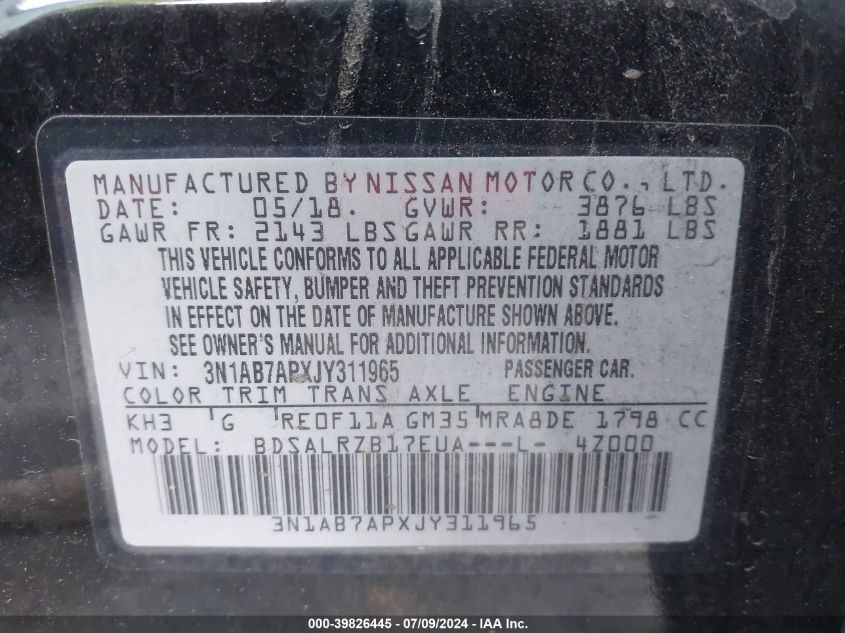 MANUFACTURED BY NISSAN MOTOR CO., LTD.
DATE: 05/18. GVWR: 3876 LBS
GAWR FR: 2143 LBS GAWR RR: 1881 LBS
THIS VEHICLE CONFORMS TO ALL APPLICABLE FEDERAL MOTOR
VEHICLE SAFETY, BUMPER AND THEFT PREVENTION STANDARDS
IN EFFECT ON THE DATE OF MANUFACTURE SHOWN ABOVE.
SEE OWNER'S MANUAL FOR ADDITIONAL INFORMATION.
VIN: 3N1AB7APXJY311965 PASSENGER CAR.
COLOR TRIM TRANS AXLE ENGINE
KH3 G RE0F11A GM35 MRA8DE 1798 CC
MODEL: BDSALRZB17EUA---L- 4Z000
3N1AB7APXJY311965
000-39826445 / 07/09/2024 - IAA Inc.